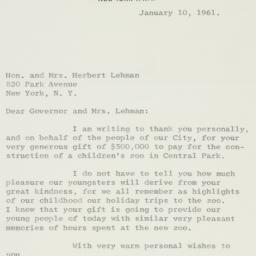 January 10, 1961.
Hon. and Mrs. Herbert Lehman
820 Park Avenue
New York, N. Y.
Dear Governor and Mrs. Lehman:
I am writing to thank you personally,
and on behalf of the people of our City, for your
very generous gift of $500,000 to pay for the con-
struction of a children's zoo in Central Park.
I do not have to tell you how much
pleasure our youngsters will derive from your
great kindness, for we all remember as highlights
of our childhood our holiday trips to the zoo.
I know that your gift is going to provide our
young people of today with similar very pleasant
memories of hours spent at the new zoo.
With very warm personal wishes to
you